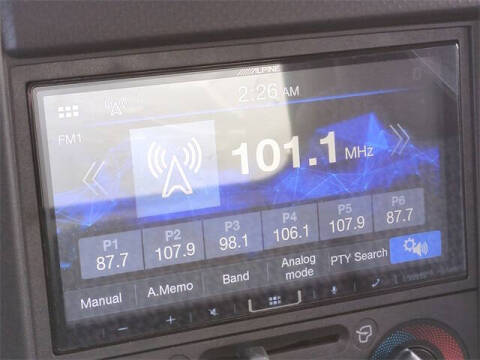 ALPINE
2:26 AM
FM1
101.1 MHz
P1 P2 P3 P4 P5 P6
87.7 107.9 98.1 106.1 107.9 87.7
Manual A.Memo Band Analog mode PTY Search